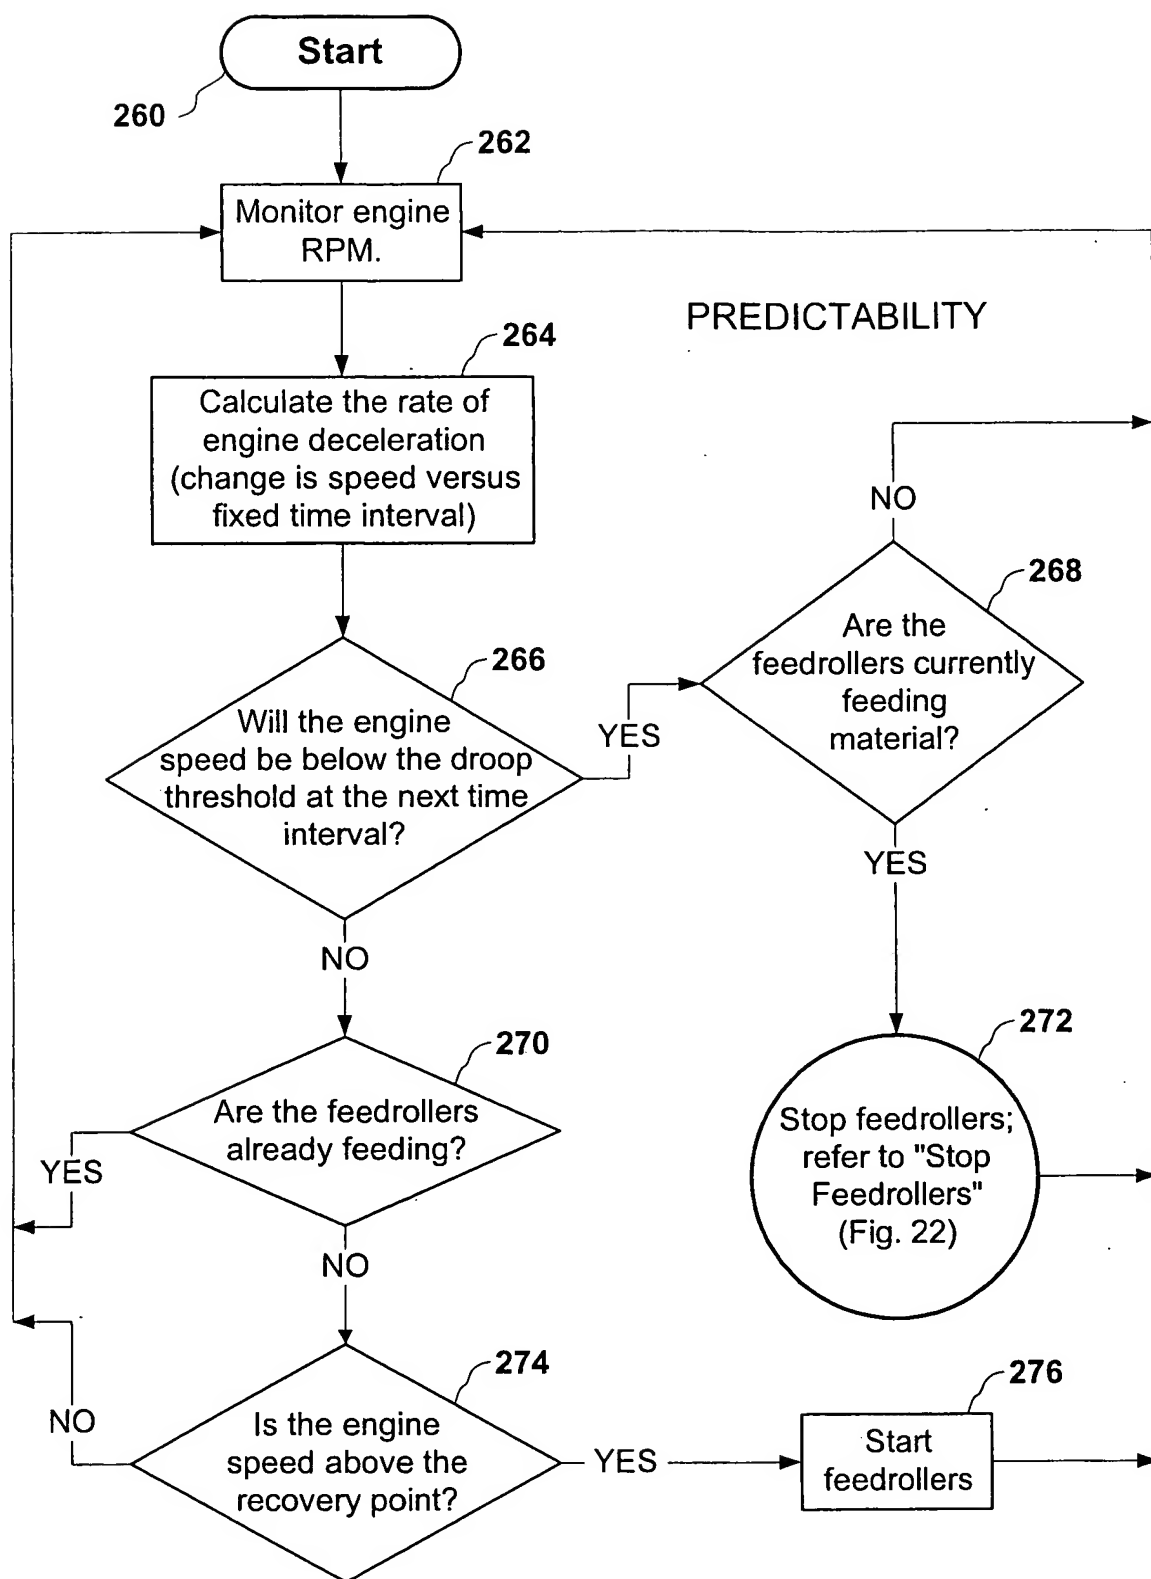 Start
260
262
Monitor engine
RPM.
PREDICTABILITY
264
Calculate the rate of
engine deceleration
(change is speed versus
fixed time interval)
NO
268
Are the
feedrollers currently
feeding
material?
266
Will the engine
speed be below the droop
threshold at the next time
interval?
YES
YES
NO
272
Stop feedrollers;
refer to "Stop
Feedrollers"
(Fig. 22)
270
Are the feedrollers
already feeding?
YES
NO
274
Is the engine
speed above the
recovery point?
NO
YES
276
Start
feedrollers